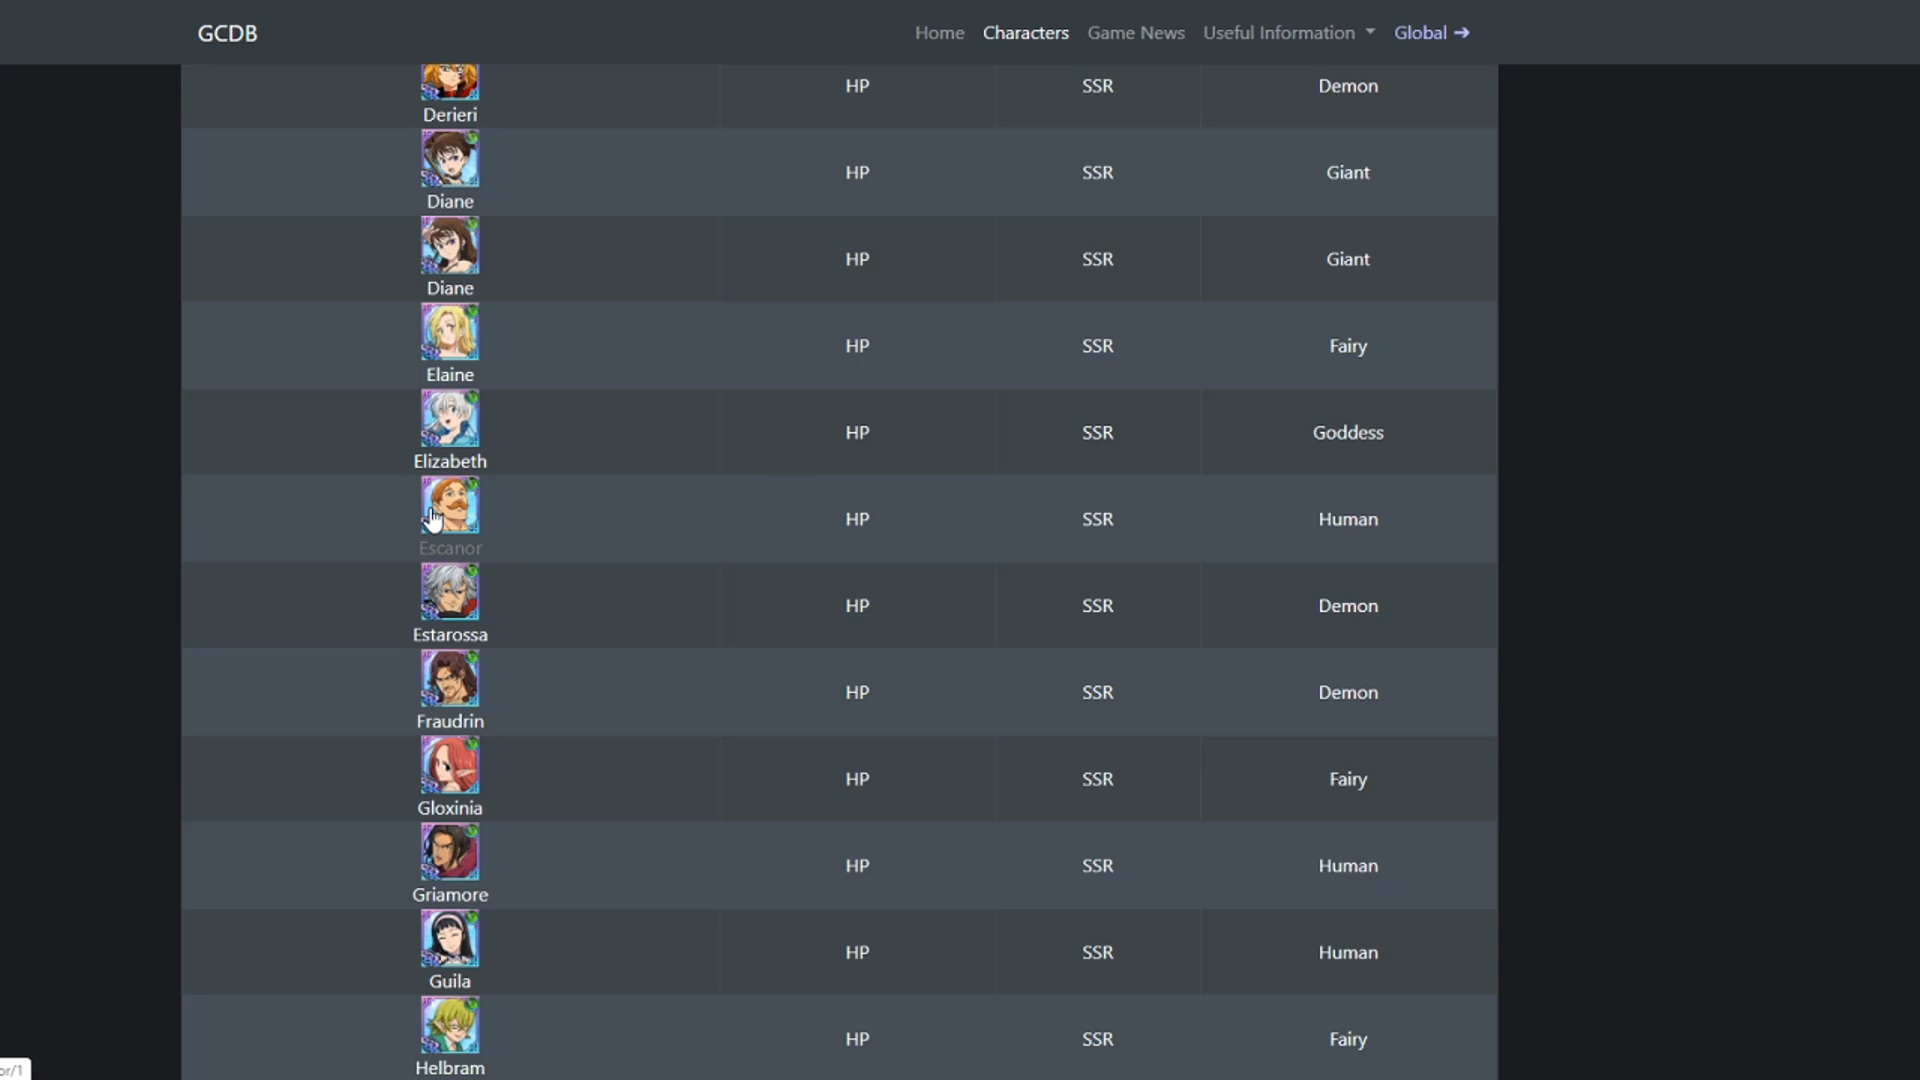 GCDB
Home Characters Game News Useful Information Global →
Derieri HP SSR Demon
Diane HP SSR Giant
Diane HP SSR Giant
Elaine HP SSR Fairy
Elizabeth HP SSR Goddess
Escanor HP SSR Human
Estarossa HP SSR Demon
Fraudrin HP SSR Demon
Gloxinia HP SSR Fairy
Griamore HP SSR Human
Guila HP SSR Human
Helbram HP SSR Fairy
or/1